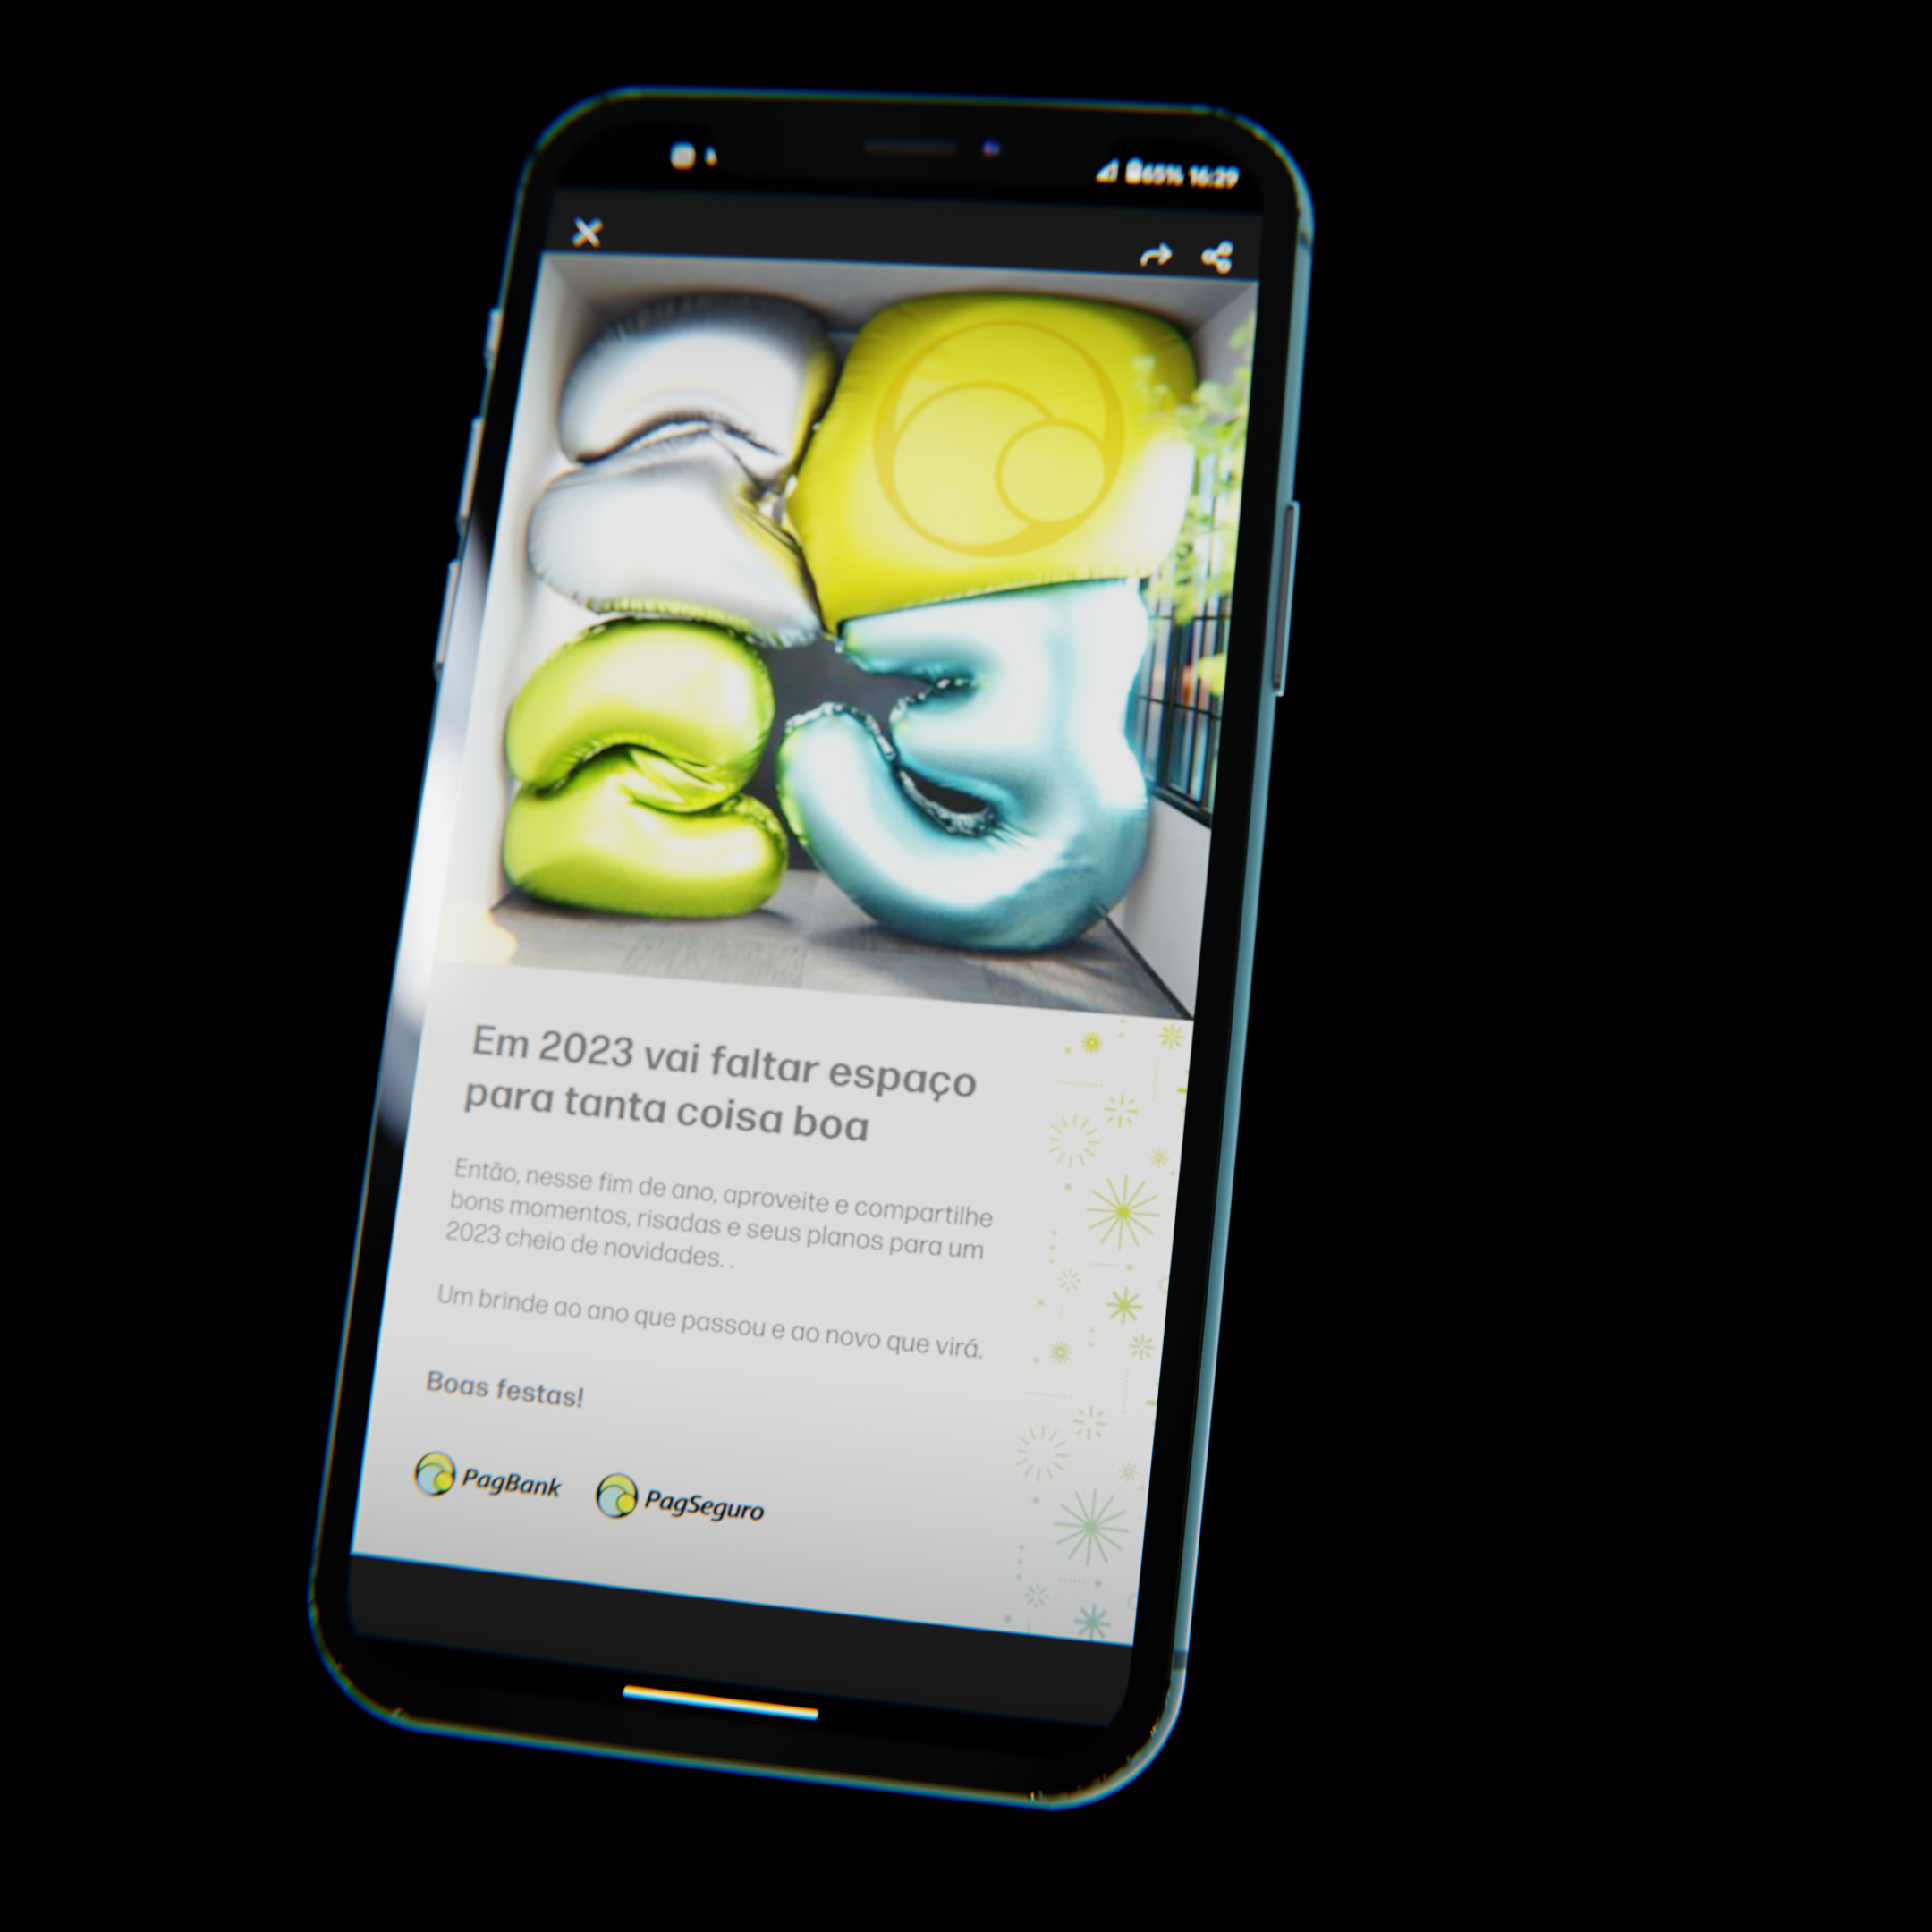 65% 16:29
2
23
Em 2023 vai faltar espaço
para tanta coisa boa
Então, nesse fim de ano, aproveite e compartilhe
bons momentos, risadas e seus planos para um
2023 cheio de novidades. .
Um brinde ao ano que passou e ao novo que virá.
Boas festas!
PagBank PagSeguro